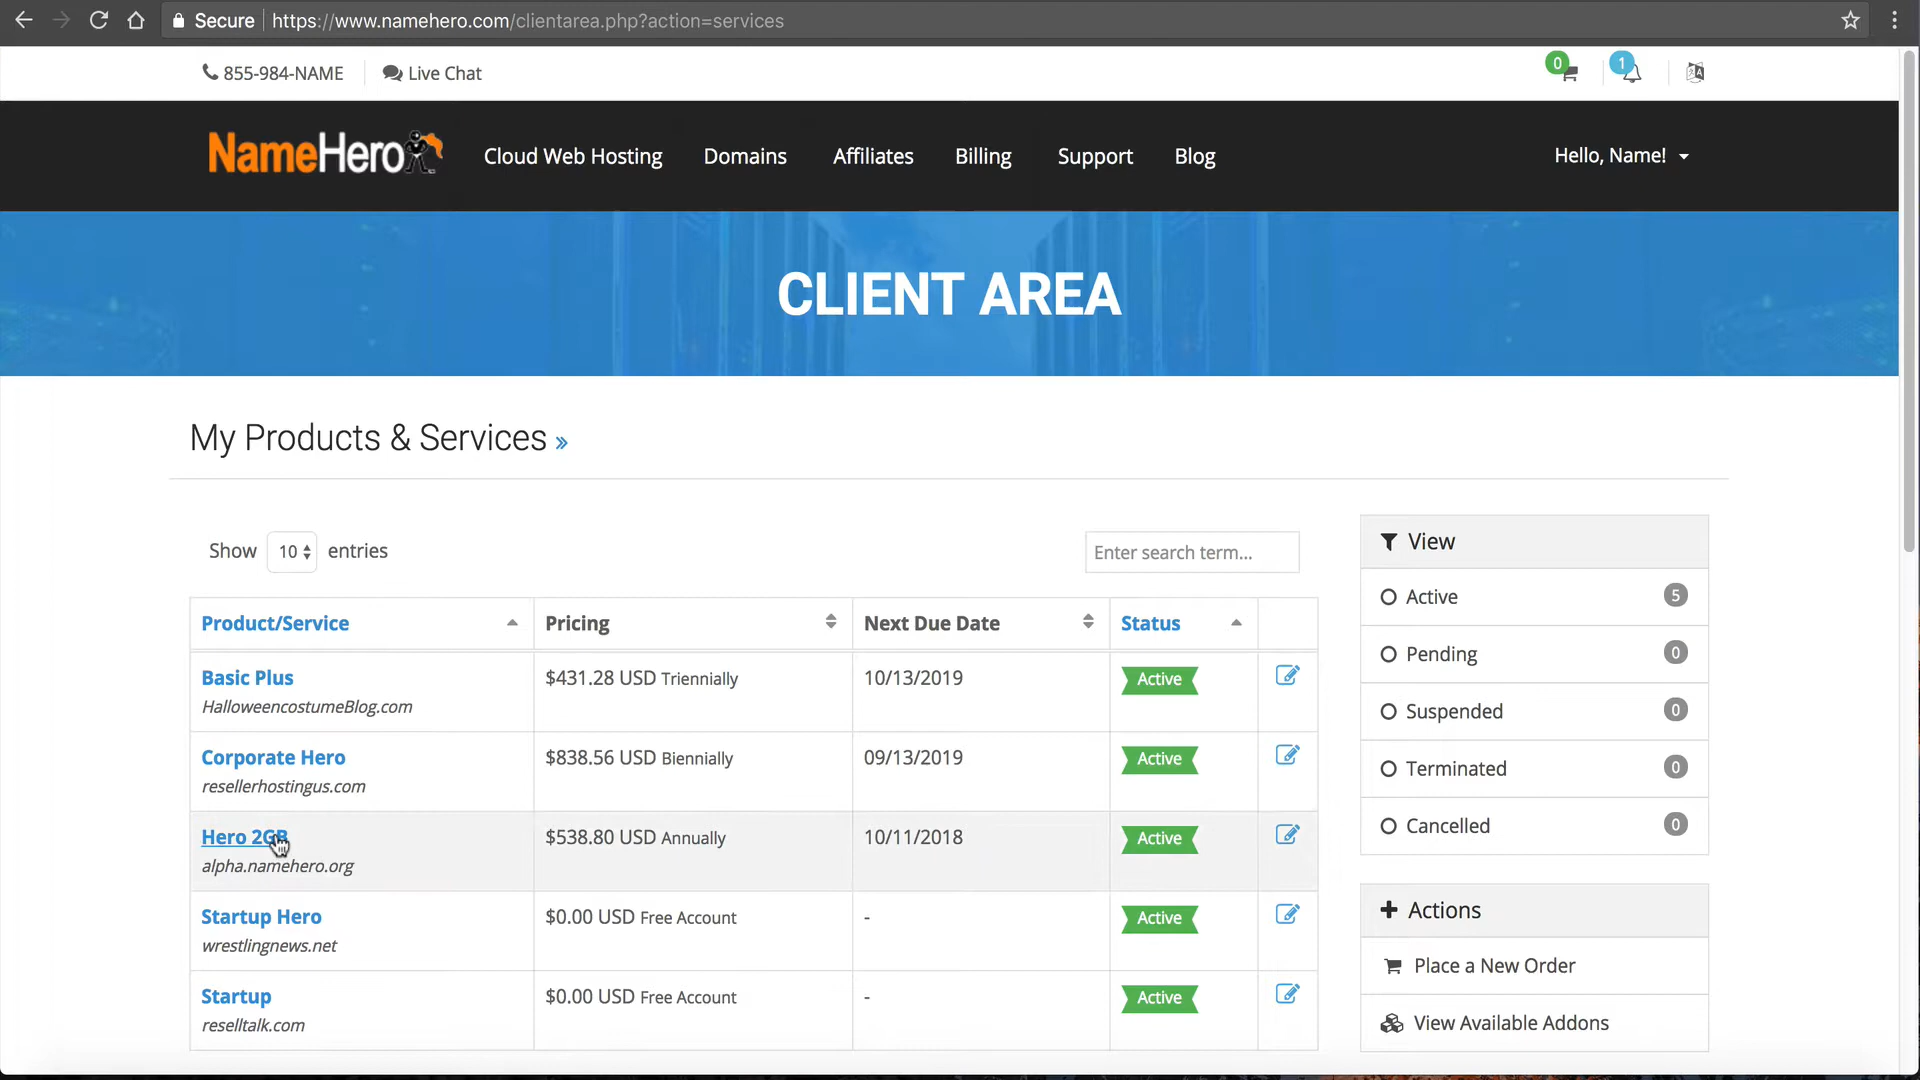 Secure https://www.namehero.com/clientarea.php?action=services
855-984-NAME Live Chat 0 1
NameHero Cloud Web Hosting Domains Affiliates Billing Support Blog Hello, Name!
CLIENT AREA
My Products & Services »
Show 10 entries Enter search term...
Product/Service Pricing Next Due Date Status
Basic Plus $431.28 USD Triennially 10/13/2019 Active
HalloweencostumeBlog.com
Corporate Hero $838.56 USD Biennially 09/13/2019 Active
resellerhostingus.com
Hero 2GB $538.80 USD Annually 10/11/2018 Active
alpha.namehero.org
Startup Hero $0.00 USD Free Account - Active
wrestlingnews.net
Startup $0.00 USD Free Account - Active
reselltalk.com
View
Active 5
Pending 0
Suspended 0
Terminated 0
Cancelled 0
Actions
Place a New Order
View Available Addons